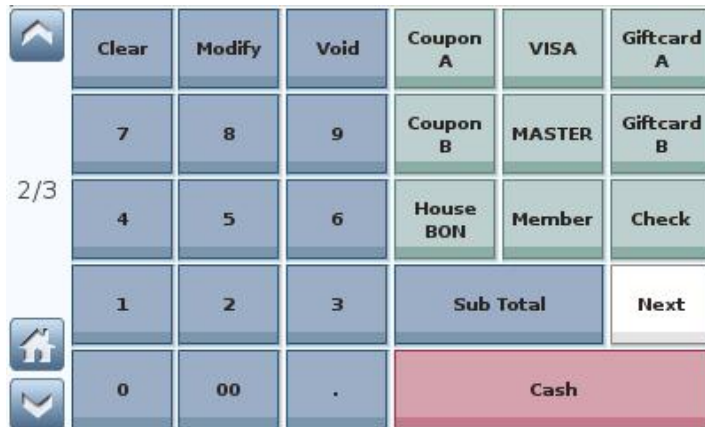 Clear Modify Void Coupon A VISA Giftcard A
7 8 9 Coupon B MASTER Giftcard B
2/3
4 5 6 House BON Member Check
1 2 3 Sub Total Next
0 00 . Cash